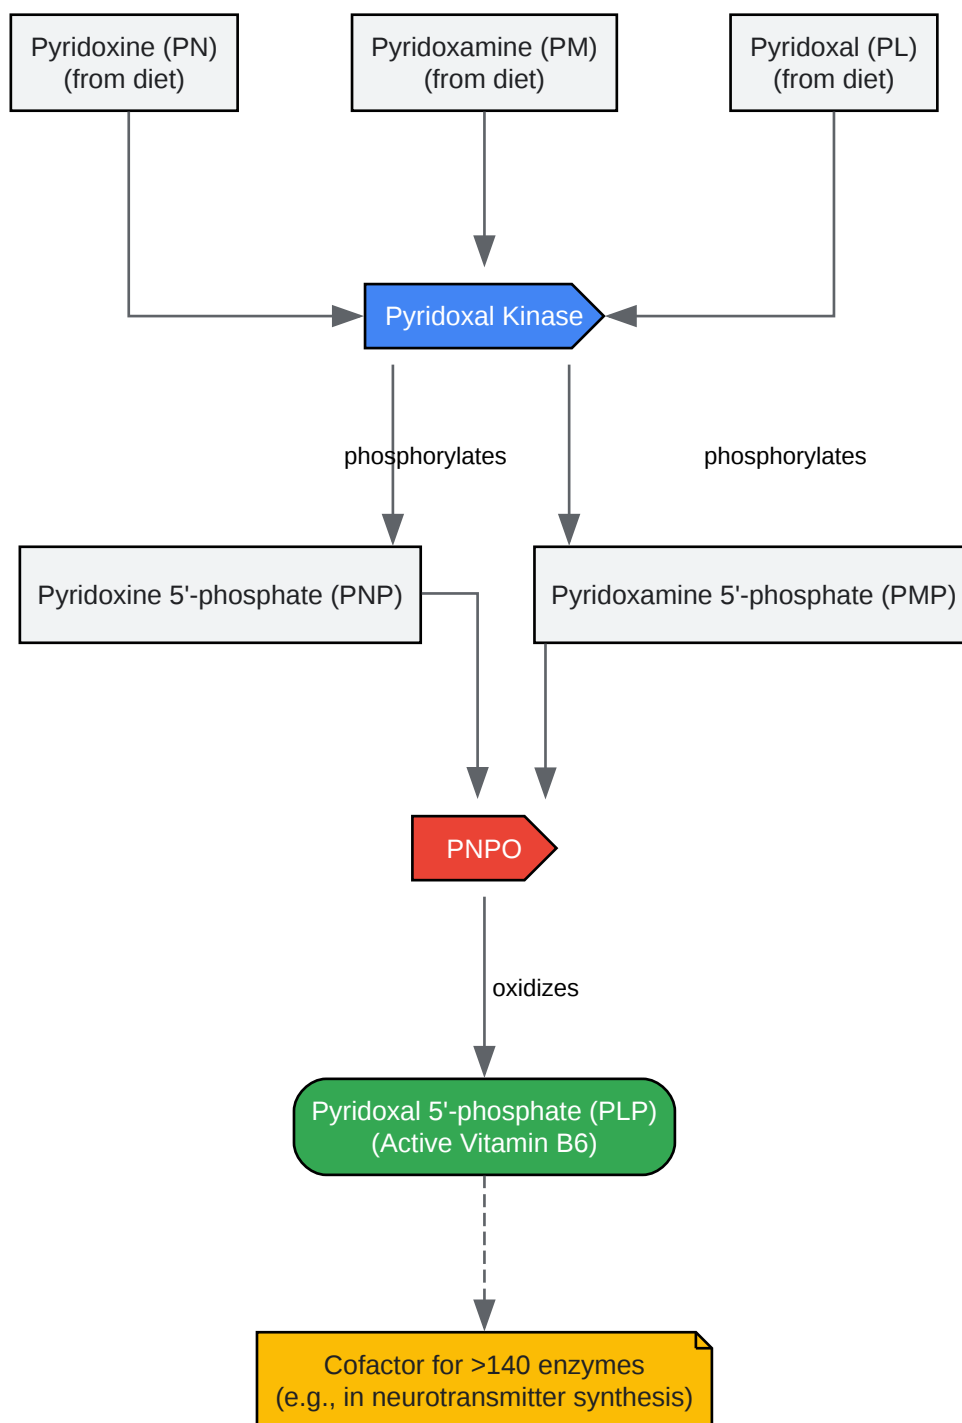 Pyridoxine (PN)
(from diet)
Pyridoxamine (PM)
(from diet)
Pyridoxal (PL)
(from diet)
Pyridoxal Kinase
phosphorylates
phosphorylates
Pyridoxine 5'-phosphate (PNP)
Pyridoxamine 5'-phosphate (PMP)
PNPO
oxidizes
Pyridoxal 5'-phosphate (PLP)
(Active Vitamin B6)
Cofactor for >140 enzymes
(e.g., in neurotransmitter synthesis)